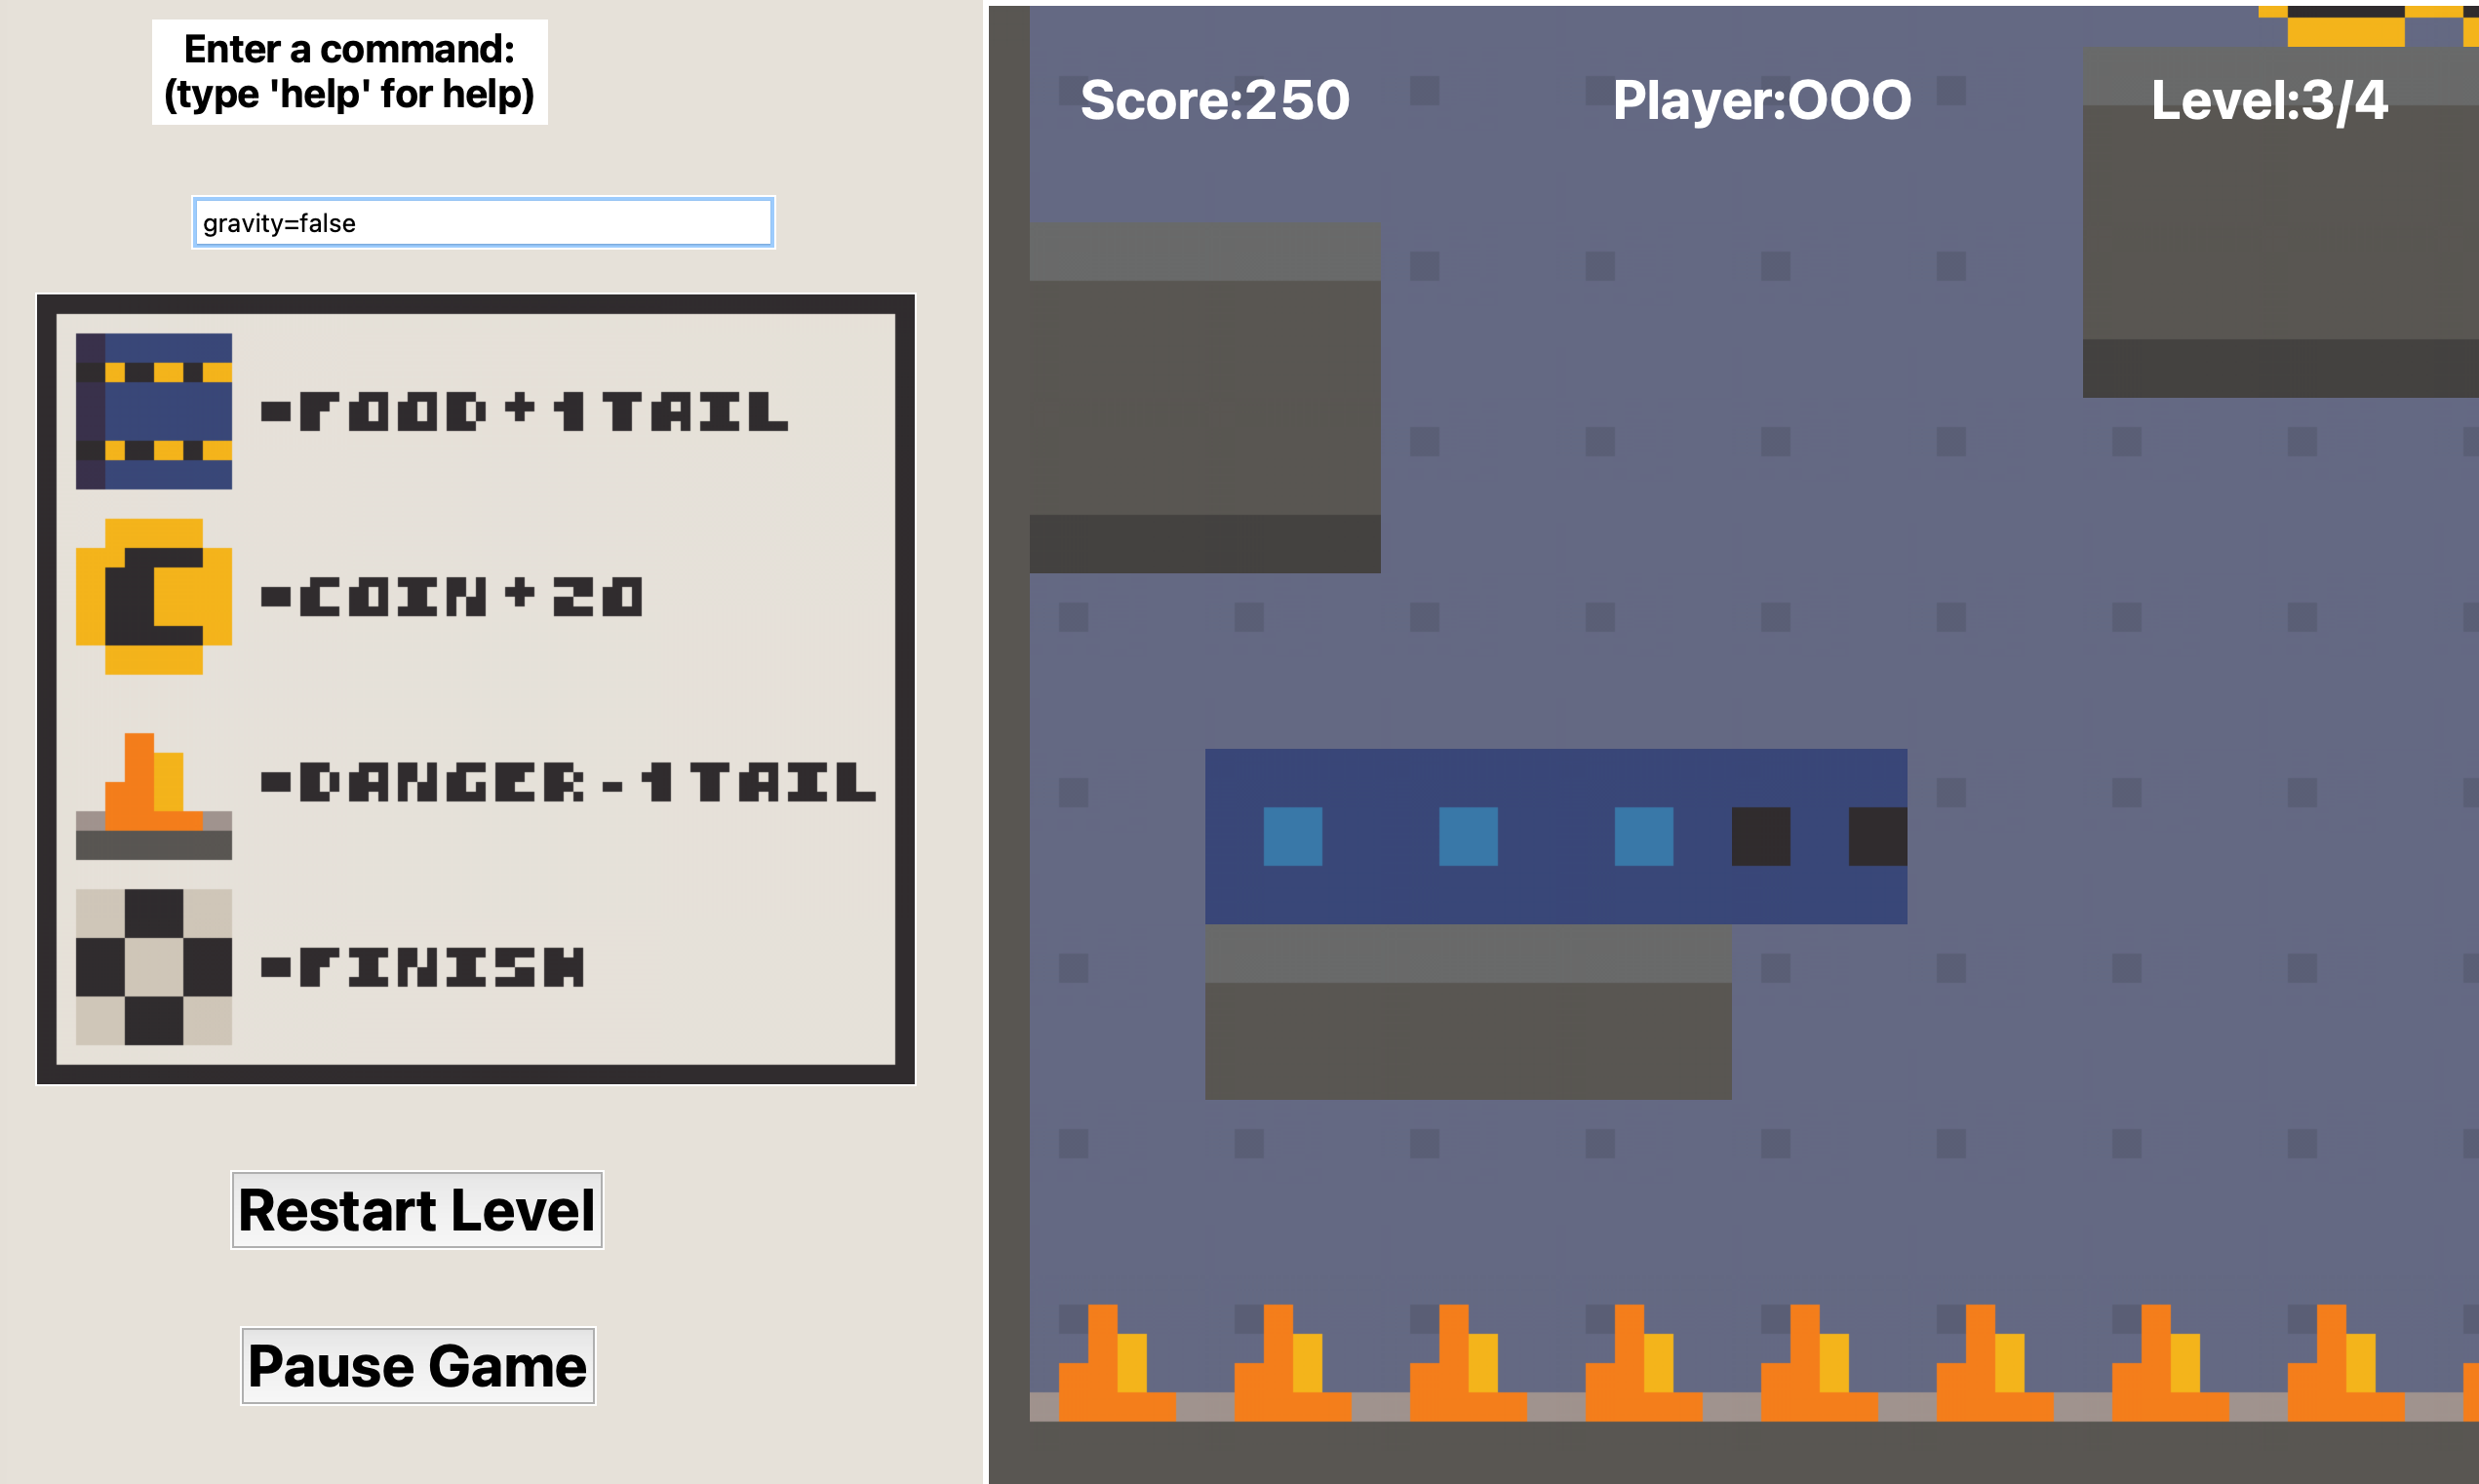 Enter a command:
(type 'help' for help)
gravity=false
-FOOD+1TAIL
-COIN+20
-DANGER-1TAIL
-FINISH
Restart Level
Pause Game
Score:250 Player:OOO Level:3/4